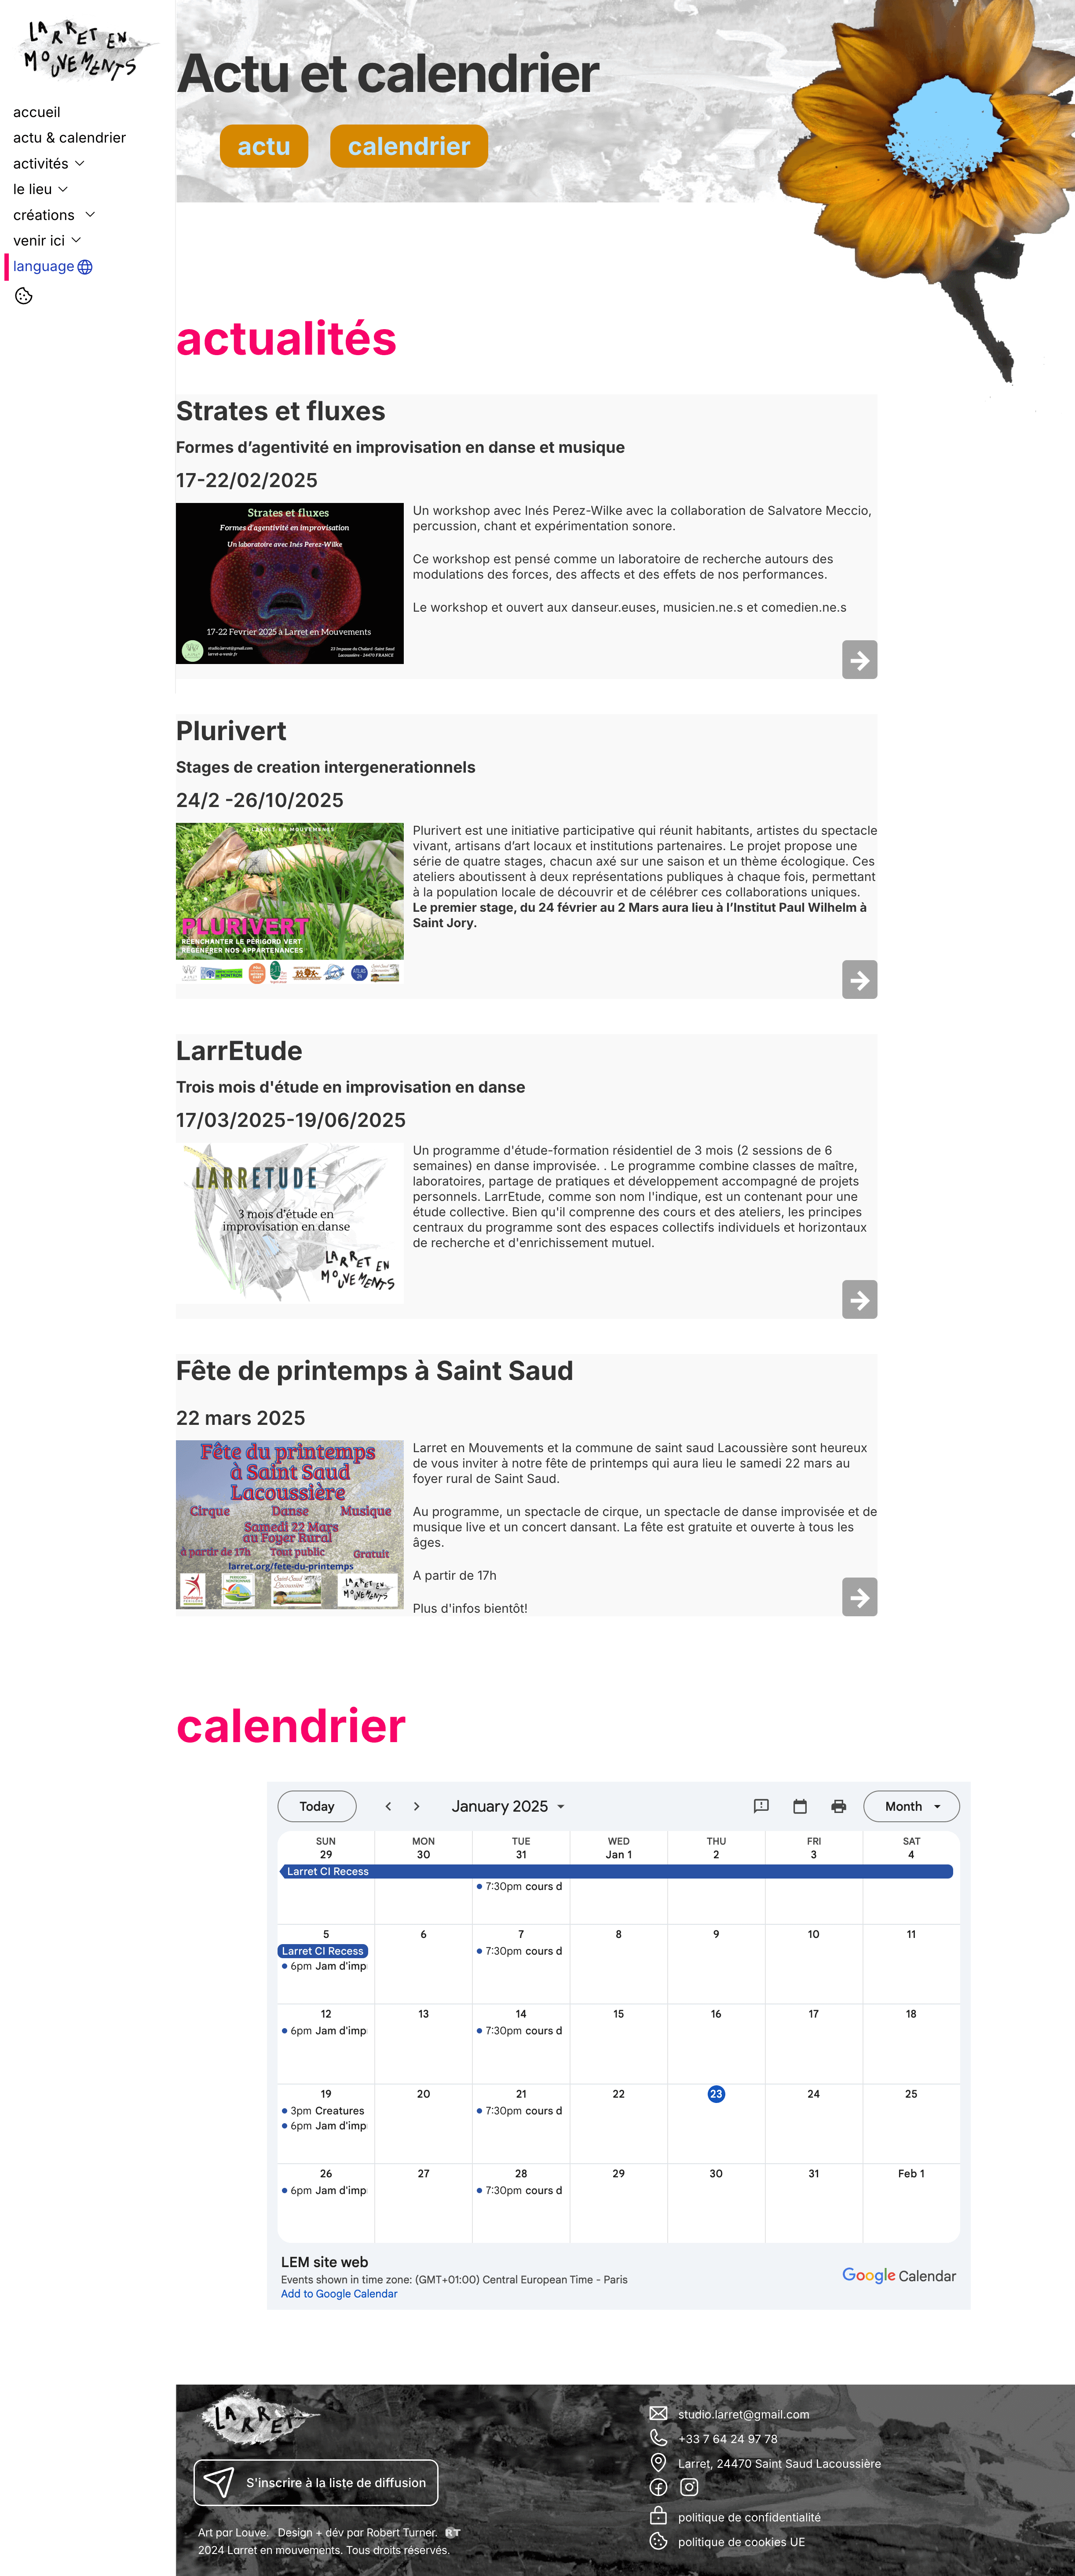 LARRET EN
MOUVEMENTS
accueil
actu & calendrier
activités
le lieu
créations
venir ici
language
Actu et calendrier
actu
calendrier
actualités
Strates et fluxes
Formes d’agentivité en improvisation en danse et musique
17-22/02/2025
Strates et fluxes
Formes d'agentivité en improvisation
Un laboratoire avec Inés Perez-Wilke
17-22 Fevrier 2025 à Larret en Mouvements
studio.larret@gmail.com
larret-a-venir.fr
23 Impasse du Chalard -Saint Saud
Lacoussière - 24470 FRANCE
Un workshop avec Inés Perez-Wilke avec la collaboration de Salvatore Meccio,
percussion, chant et expérimentation sonore.
Ce workshop est pensé comme un laboratoire de recherche autours des
modulations des forces, des affects et des effets de nos performances.
Le workshop et ouvert aux danseur.euses, musicien.ne.s et comedien.ne.s
Plurivert
Stages de creation intergenerationnels
24/2 -26/10/2025
LARRET EN MOUVEMENTS
PLURIVERT
RÉENCHANTER LE PÉRIGORD VERT
RÉGÉNÉRER NOS APPARTENANCES
Plurivert est une initiative participative qui réunit habitants, artistes du spectacle
vivant, artisans d’art locaux et institutions partenaires. Le projet propose une
série de quatre stages, chacun axé sur une saison et un thème écologique. Ces
ateliers aboutissent à deux représentations publiques à chaque fois, permettant
à la population locale de découvrir et de célébrer ces collaborations uniques.
Le premier stage, du 24 février au 2 Mars aura lieu à l’Institut Paul Wilhelm à
Saint Jory.
LarrEtude
Trois mois d'étude en improvisation en danse
17/03/2025-19/06/2025
LARRETUDE
3 mois d'étude en
improvisation en danse
LARRET EN
MOUVEMENTS
Un programme d'étude-formation résidentiel de 3 mois (2 sessions de 6
semaines) en danse improvisée. . Le programme combine classes de maître,
laboratoires, partage de pratiques et développement accompagné de projets
personnels. LarrEtude, comme son nom l'indique, est un contenant pour une
étude collective. Bien qu'il comprenne des cours et des ateliers, les principes
centraux du programme sont des espaces collectifs individuels et horizontaux
de recherche et d'enrichissement mutuel.
Fête de printemps à Saint Saud
22 mars 2025
Fête du printemps
à Saint Saud
Lacoussière
Cirque Danse Musique
Samedi 22 Mars
au Foyer Rural
à partir de 17h Tout public Gratuit
larret.org/fete-du-printemps
Larret en Mouvements et la commune de saint saud Lacoussière sont heureux
de vous inviter à notre fête de printemps qui aura lieu le samedi 22 mars au
foyer rural de Saint Saud.
Au programme, un spectacle de cirque, un spectacle de danse improvisée et de
musique live et un concert dansant. La fête est gratuite et ouverte à tous les
âges.
A partir de 17h
Plus d'infos bientôt!
calendrier
Today January 2025 Month
SUN MON TUE WED THU FRI SAT
29 30 31 Jan 1 2 3 4
Larret CI Recess
7:30pm cours d
5 6 7 8 9 10 11
Larret CI Recess 7:30pm cours d
6pm Jam d'imp
12 13 14 15 16 17 18
6pm Jam d'imp 7:30pm cours d
19 20 21 22 23 24 25
3pm Creatures 7:30pm cours d
6pm Jam d'imp
26 27 28 29 30 31 Feb 1
6pm Jam d'imp 7:30pm cours d
LEM site web
Events shown in time zone: (GMT+01:00) Central European Time - Paris
Add to Google Calendar
Google Calendar
LARRET
S'inscrire à la liste de diffusion
Art par Louve. Design + dév par Robert Turner. RT
2024 Larret en mouvements. Tous droits réservés.
studio.larret@gmail.com
+33 7 64 24 97 78
Larret, 24470 Saint Saud Lacoussière
politique de confidentialité
politique de cookies UE